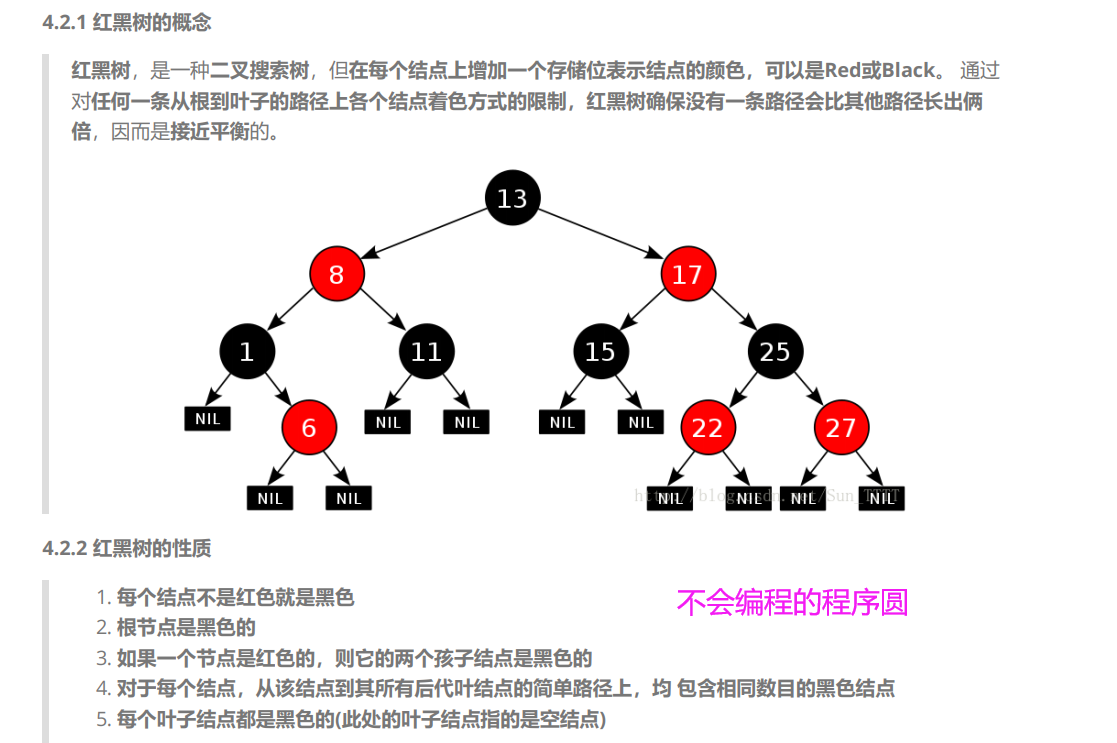 4.2.1 红黑树的概念
红黑树，是一种二叉搜索树，但在每个结点上增加一个存储位表示结点的颜色，可以是Red或Black。 通过
对任何一条从根到叶子的路径上各个结点着色方式的限制，红黑树确保没有一条路径会比其他路径长出俩
倍，因而是接近平衡的。
13
8
17
1
11
15
25
NIL
6
NIL
NIL
NIL
NIL
22
27
NIL
NIL
NIL
NIL
NIL
NIL
http://blog.csdn.net/Sun_TTTT
4.2.2 红黑树的性质
1. 每个结点不是红色就是黑色
不会编程的程序圆
2. 根节点是黑色的
3. 如果一个节点是红色的，则它的两个孩子结点是黑色的
4. 对于每个结点，从该结点到其所有后代叶结点的简单路径上，均 包含相同数目的黑色结点
5. 每个叶子结点都是黑色的(此处的叶子结点指的是空结点)